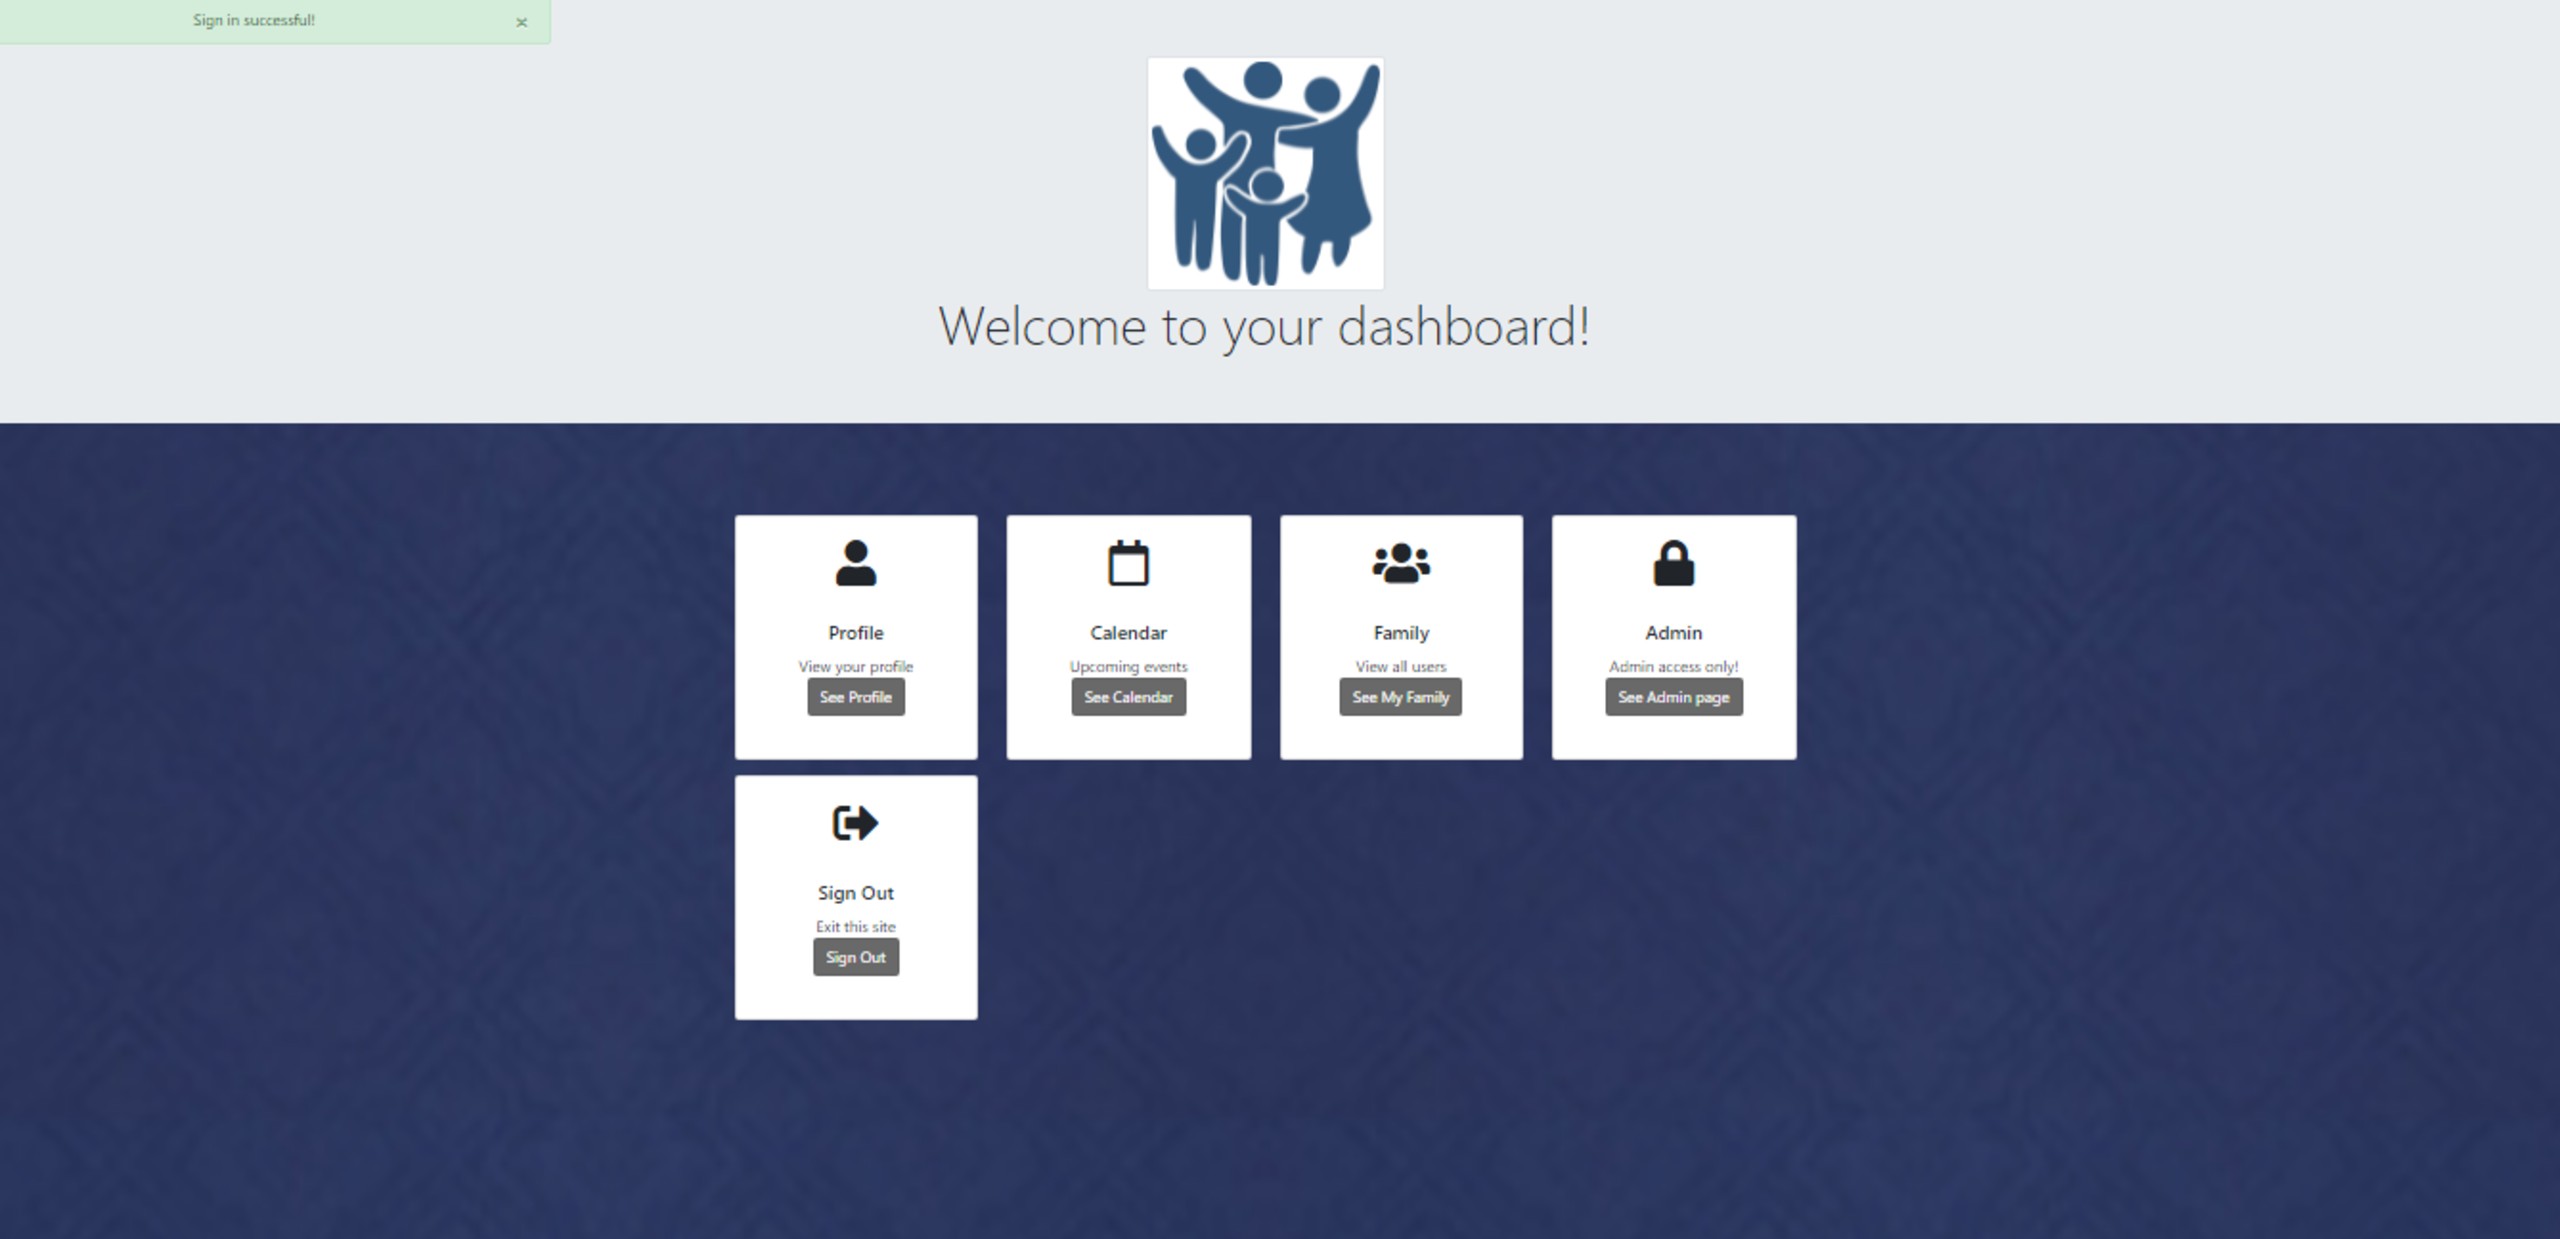 Sign in successful!
×
Welcome to your dashboard!
Profile
View your profile
See Profile
Calendar
Upcoming events
See Calendar
Family
View all users
See My Family
Admin
Admin access only!
See Admin page
Sign Out
Exit this site
Sign Out